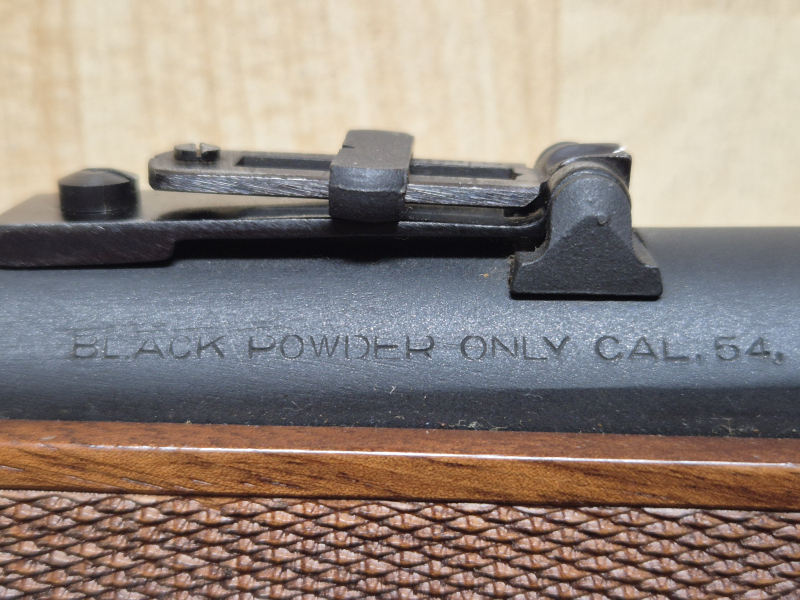 BLACK POWDER ONLY CAL. 54,